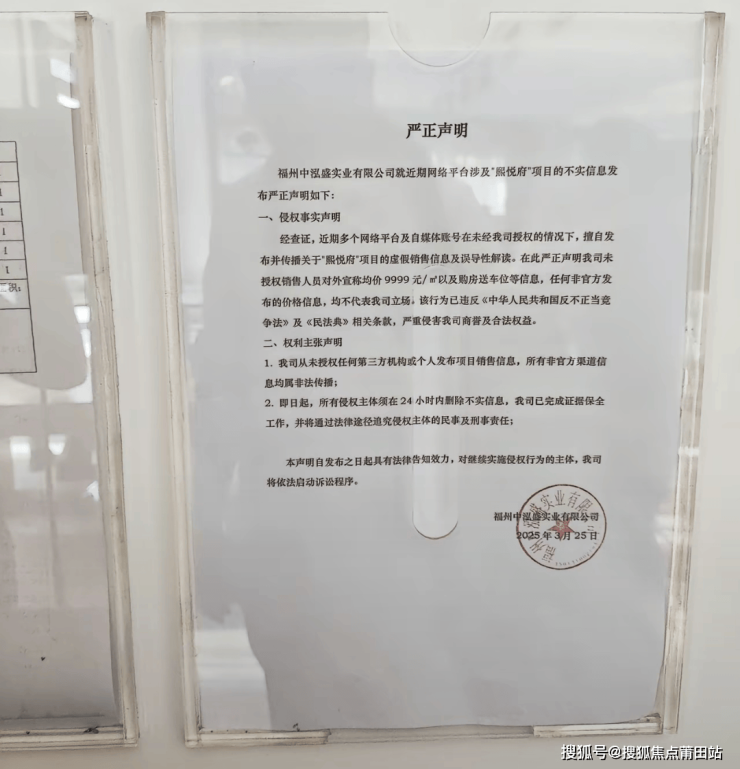 严正声明
福州中泓盛实业有限公司就近期网络平台涉及"熙悦府"项目的不实信息发
布严正声明如下：
一、侵权事实声明
经查证，近期多个网络平台及自媒体账号在未经我司授权的情况下，擅自发
布并传播关于"熙悦府"项目的虚假销售信息及误导性解读。在此严正声明我司未
授权销售人员对外宣称均价 9999 元/㎡以及购房送车位等信息，任何非官方发
布的价格信息，均不代表我司立场。该行为已违反《中华人民共和国反不正当竞
争法》及《民法典》相关条款，严重侵害我司商誉及合法权益。
二、权利主张声明
1. 我司从未授权任何第三方机构或个人发布项目销售信息，所有非官方渠道信
息均属非法传播；
2. 即日起，所有侵权主体须在 24 小时内删除不实信息，我司已完成证据保全
工作，并将通过法律途径追究侵权主体的民事及刑事责任；
本声明自发布之日起具有法律告知效力，对继续实施侵权行为的主体，我司
将依法启动诉讼程序。
福州中泓盛实业有限公司
2025 年 3月 25 日
搜狐号@搜狐焦点莆田站